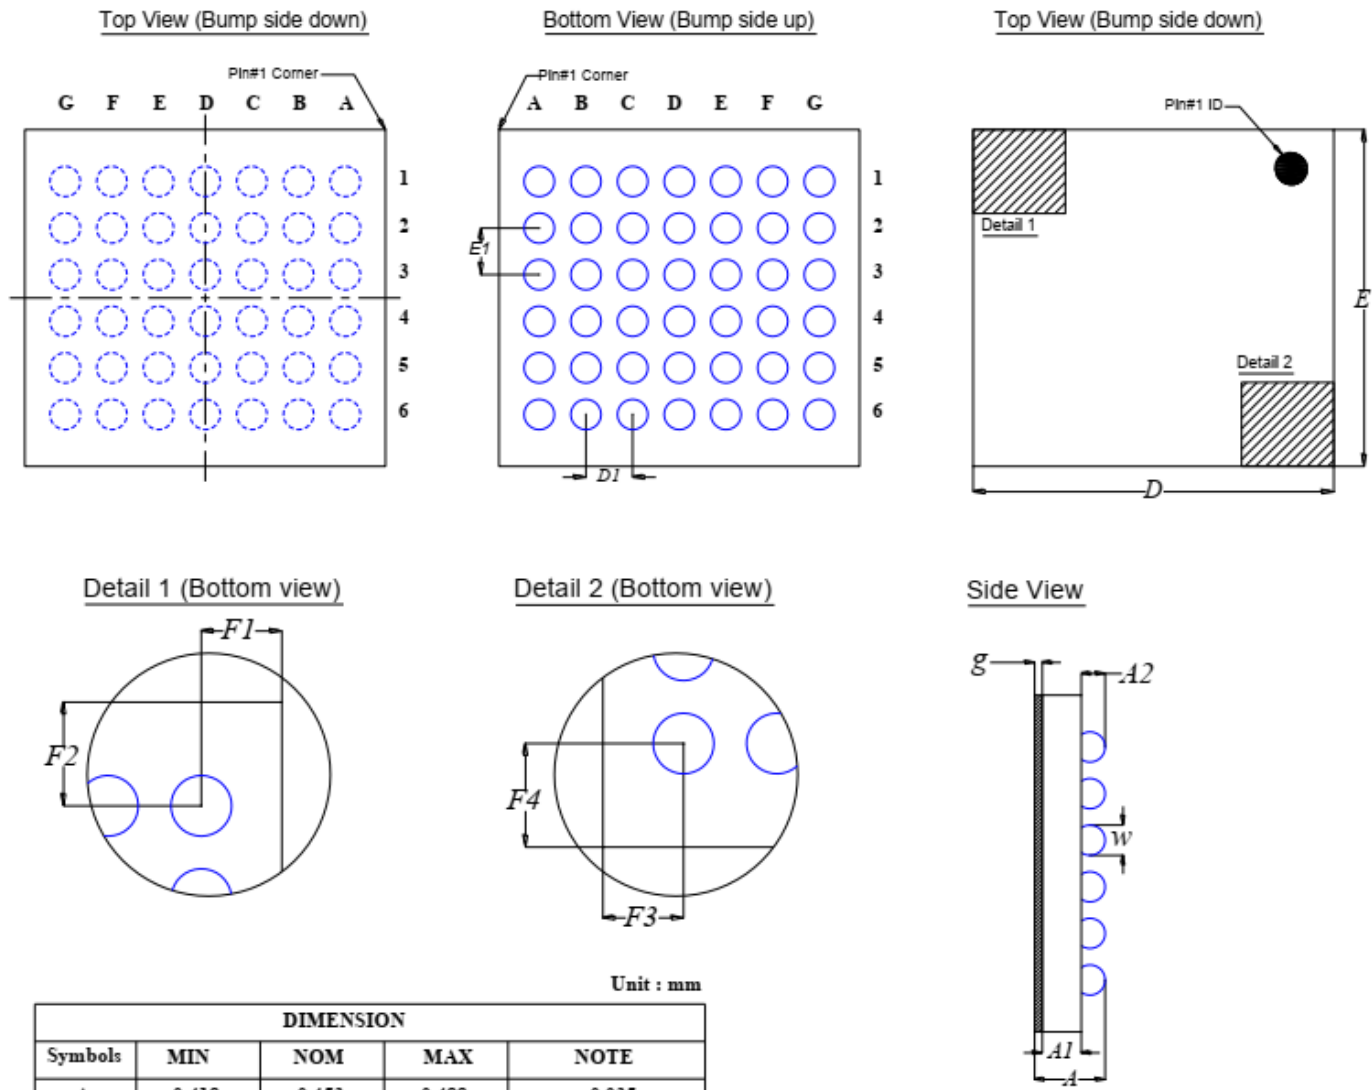 Top View (Bump side down)
Bottom View (Bump side up)
Top View (Bump side down)
Pin#1 Corner
G F E D C B A
1
2
3
4
5
6
Pin#1 Corner
A B C D E F G
1
2
3
4
5
6
E1
D1
Pin#1 ID
Detail 1
Detail 2
E
D
Detail 1 (Bottom view)
F1
F2
Detail 2 (Bottom view)
F4
F3
Side View
g
A2
w
A1
A
Unit : mm
DIMENSION
Symbols MIN NOM MAX NOTE